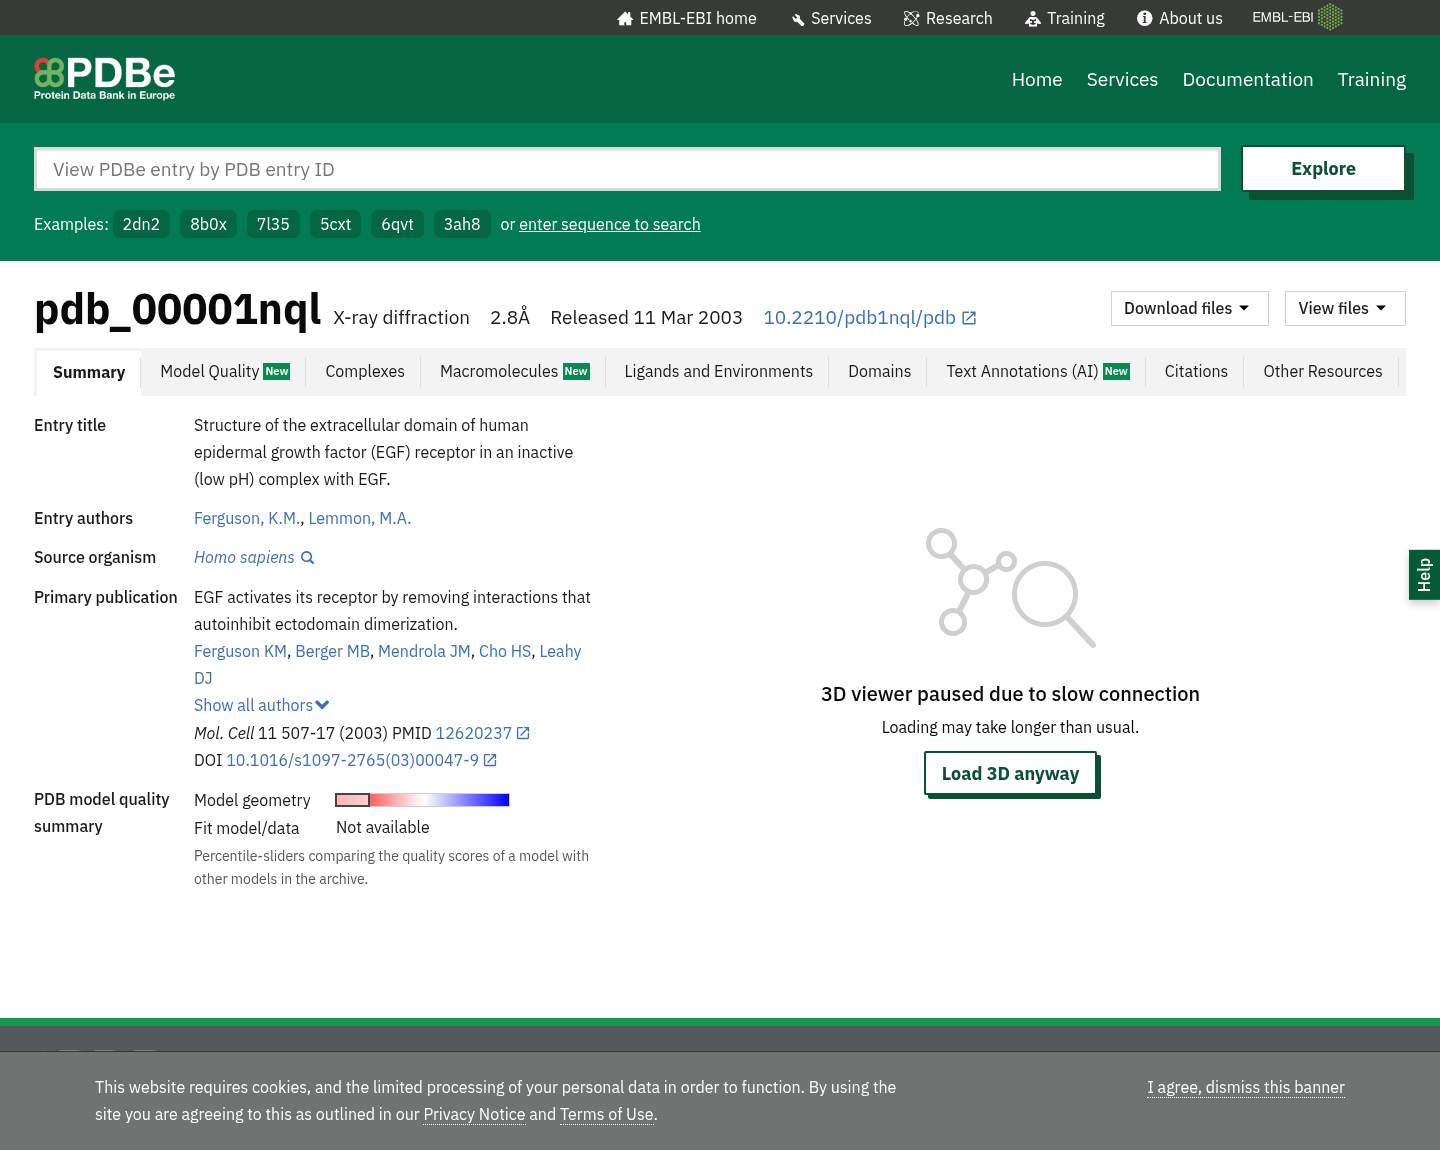 EMBL-EBI home Services Research Training About us EMBL-EBI
PDBe
Protein Data Bank in Europe
Home Services Documentation Training
View PDBe entry by PDB entry ID
Explore
Examples: 2dn2 8b0x 7l35 5cxt 6qvt 3ah8 or enter sequence to search
pdb_00001nql X-ray diffraction 2.8Å Released 11 Mar 2003 10.2210/pdb1nql/pdb
Download files View files
Summary Model Quality New Complexes Macromolecules New Ligands and Environments Domains Text Annotations (AI) New Citations Other Resources
Entry title
Structure of the extracellular domain of human
epidermal growth factor (EGF) receptor in an inactive
(low pH) complex with EGF.
Entry authors
Ferguson, K.M., Lemmon, M.A.
Source organism
Homo sapiens
Primary publication
EGF activates its receptor by removing interactions that
autoinhibit ectodomain dimerization.
Ferguson KM, Berger MB, Mendrola JM, Cho HS, Leahy
DJ
Show all authors
Mol. Cell 11 507-17 (2003) PMID 12620237
DOI 10.1016/s1097-2765(03)00047-9
PDB model quality
summary
Model geometry
Fit model/data Not available
Percentile-sliders comparing the quality scores of a model with
other models in the archive.
3D viewer paused due to slow connection
Loading may take longer than usual.
Load 3D anyway
Help
This website requires cookies, and the limited processing of your personal data in order to function. By using the
site you are agreeing to this as outlined in our Privacy Notice and Terms of Use.
I agree, dismiss this banner